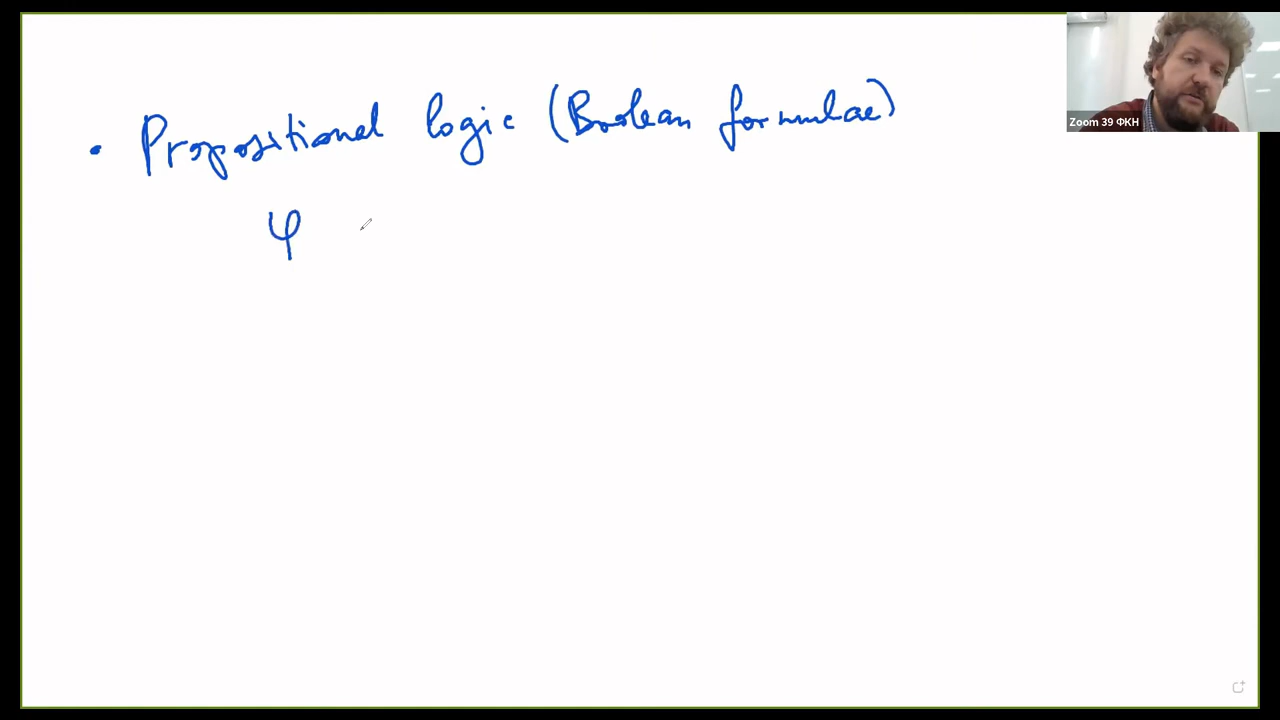 • Propositional logic (Boolean formulae)
φ
Zoom 39 ФКН